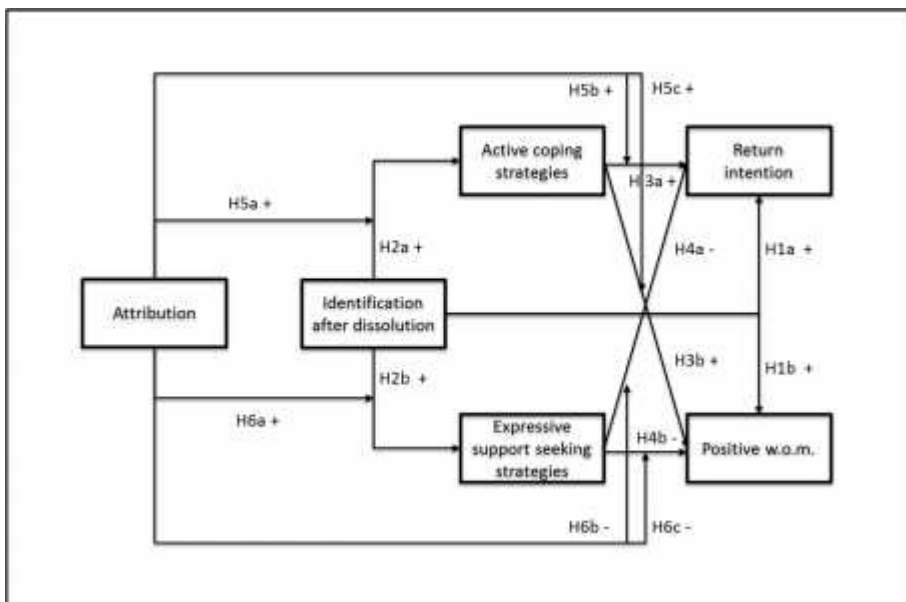 H5b +
H5c +
Active coping
strategies
Return
intention
H3a +
H5a +
H2a +
H4a -
H1a +
Attribution
Identification
after dissolution
H2b +
H3b +
H1b +
H6a +
Expressive
support seeking
strategies
H4b -
Positive w.o.m.
H6b -
H6c -